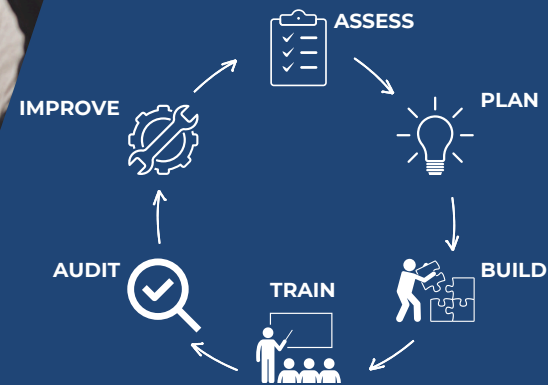 ASSESS
PLAN
BUILD
TRAIN
AUDIT
IMPROVE